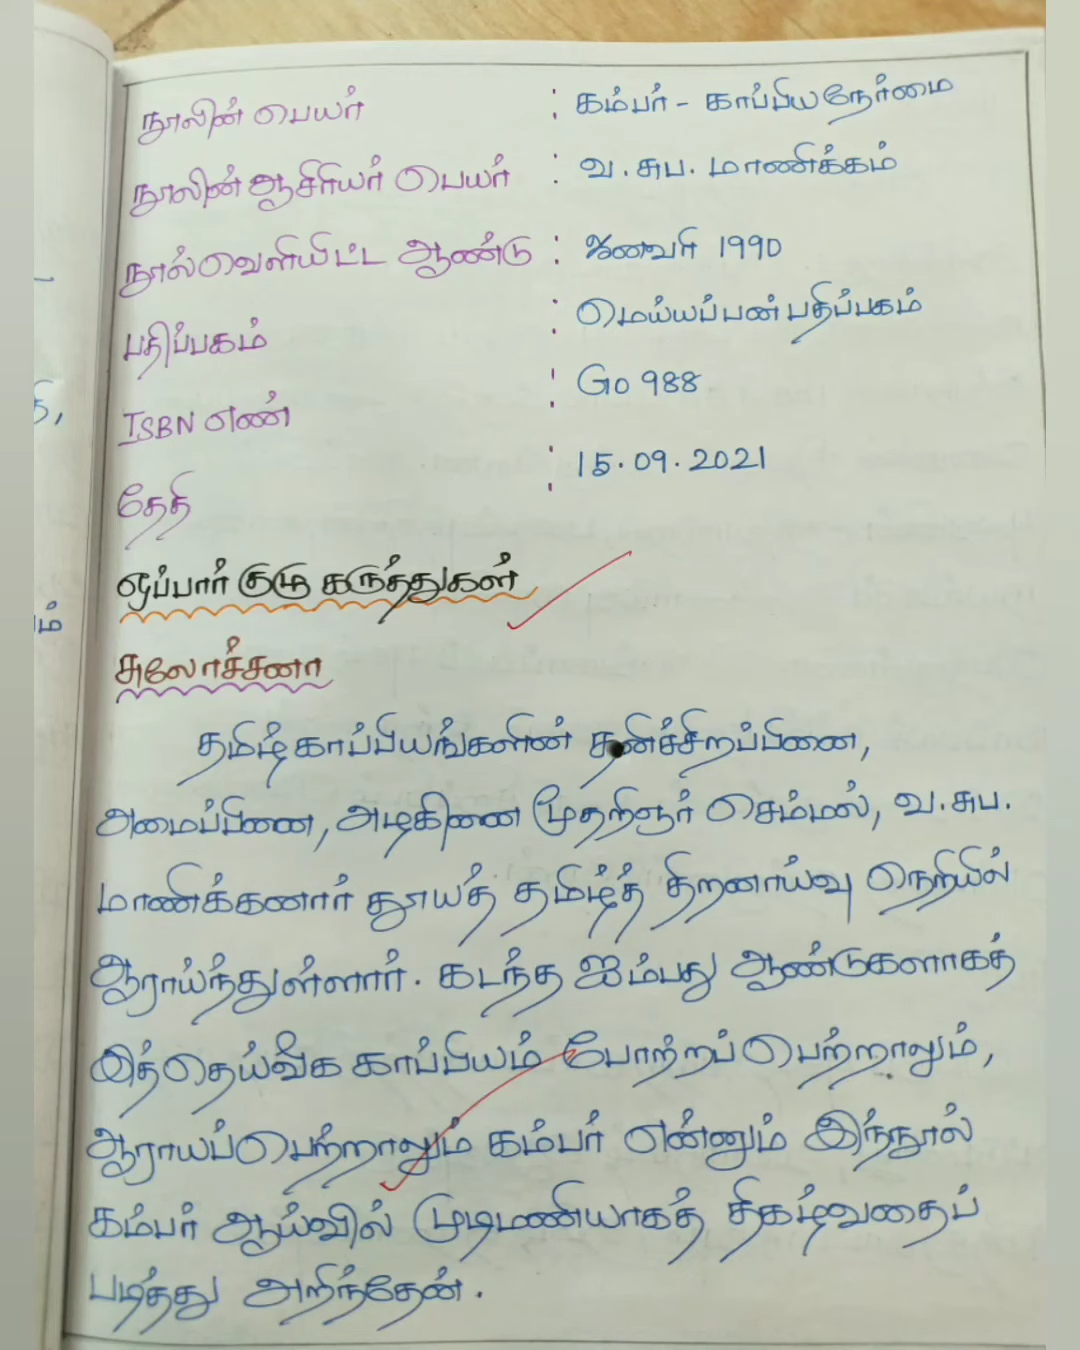 நூலின் பெயர் : கம்பர் - காப்பிய நேர்மை
நூலின் ஆசிரியர் பெயர் : வ. சுப. மாணிக்கம்
நூல்வெளியிட்ட ஆண்டு : ஜனவரி 1990
பதிப்பகம் : மெய்யப்பன் பதிப்பகம்
ISBN எண் : Go 988
தேதி : 15.09.2021
ஒப்பார் குழு கருத்துகள்
சுலோச்சனா
தமிழ்காப்பியங்களின் தனிச்சிறப்பினை,
அமைப்பினை, அழகினை மூதறிஞர் செம்மல், வ.சுப.
மாணிக்கனார் தூயத் தமிழ்த் திறனாய்வு நெறியில்
ஆராய்ந்துள்ளார். கடந்த ஐம்பது ஆண்டுகளாகத்
இத்தெய்வீக காப்பியம் போற்றப்பெற்றாலும்,
ஆராயப்பெற்றாலும் கம்பர் என்னும் இந்நூல்
கம்பர் ஆய்வில் முடிமணியாகத் திகழ்வதைப்
படித்து அறிந்தேன்.